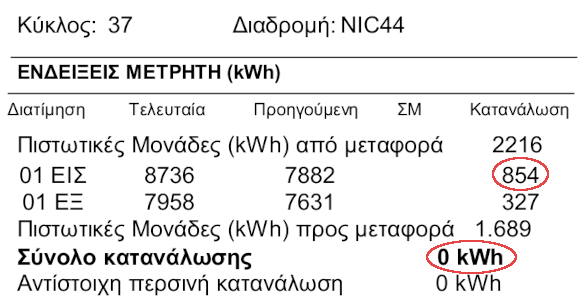 Κύκλος: 37 Διαδρομή: NIC44
ΕΝΔΕΙΞΕΙΣ ΜΕΤΡΗΤΗ (kWh)
Διατίμηση Τελευταία Προηγούμενη ΣΜ Κατανάλωση
Πιστωτικές Μονάδες (kWh) από μεταφορά 2216
01 ΕΙΣ 8736 7882 854
01 ΕΞ 7958 7631 327
Πιστωτικές Μονάδες (kWh) προς μεταφορά 1.689
Σύνολο κατανάλωσης 0 kWh
Αντίστοιχη περσινή κατανάλωση 0 kWh